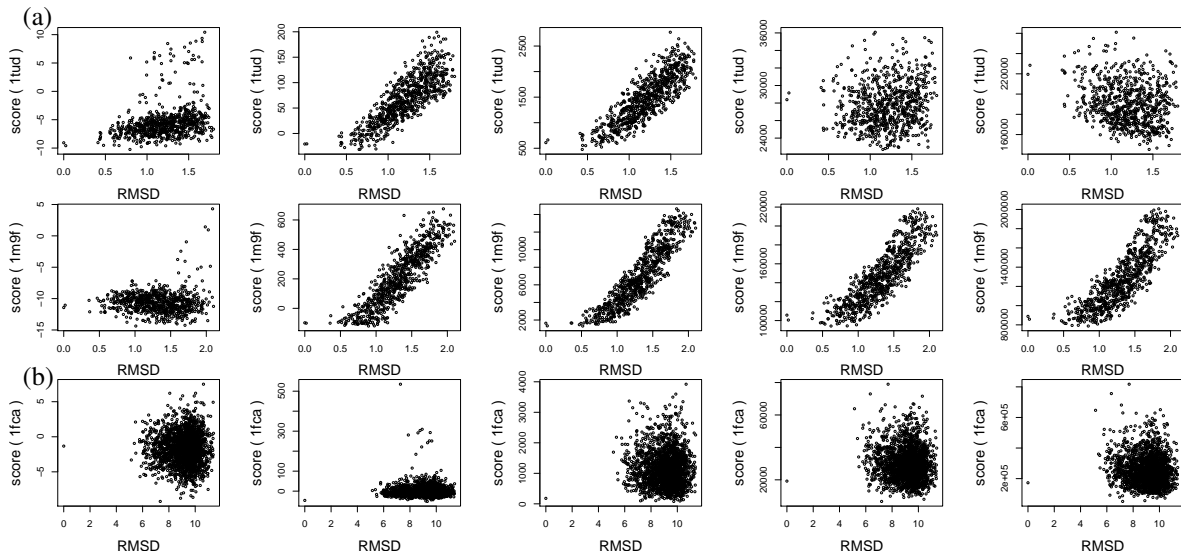 (a)
score ( 1tud )
10
5
0
−5
−10
0.0 0.5 1.0 1.5
RMSD
score ( 1tud )
200
150
100
50
0
0.0 0.5 1.0 1.5
RMSD
score ( 1tud )
2500
1500
500
0.0 0.5 1.0 1.5
RMSD
score ( 1tud )
36000
30000
24000
0.0 0.5 1.0 1.5
RMSD
score ( 1tud )
220000
160000
0.0 0.5 1.0 1.5
RMSD
score ( 1m9f )
5
0
−5
−10
−15
0.0 0.5 1.0 1.5 2.0
RMSD
score ( 1m9f )
600
400
200
0
0.0 0.5 1.0 1.5 2.0
RMSD
score ( 1m9f )
10000
6000
2000
0.0 0.5 1.0 1.5 2.0
RMSD
score ( 1m9f )
220000
160000
100000
0.0 0.5 1.0 1.5 2.0
RMSD
score ( 1m9f )
2000000
1400000
800000
0.0 0.5 1.0 1.5 2.0
RMSD
(b)
score ( 1fca )
5
0
−5
0 2 4 6 8 10
RMSD
score ( 1fca )
500
300
100
0
0 2 4 6 8 10
RMSD
score ( 1fca )
4000
3000
2000
1000
0
0 2 4 6 8 10
RMSD
score ( 1fca )
60000
20000
0 2 4 6 8 10
RMSD
score ( 1fca )
6e+05
2e+05
0 2 4 6 8 10
RMSD